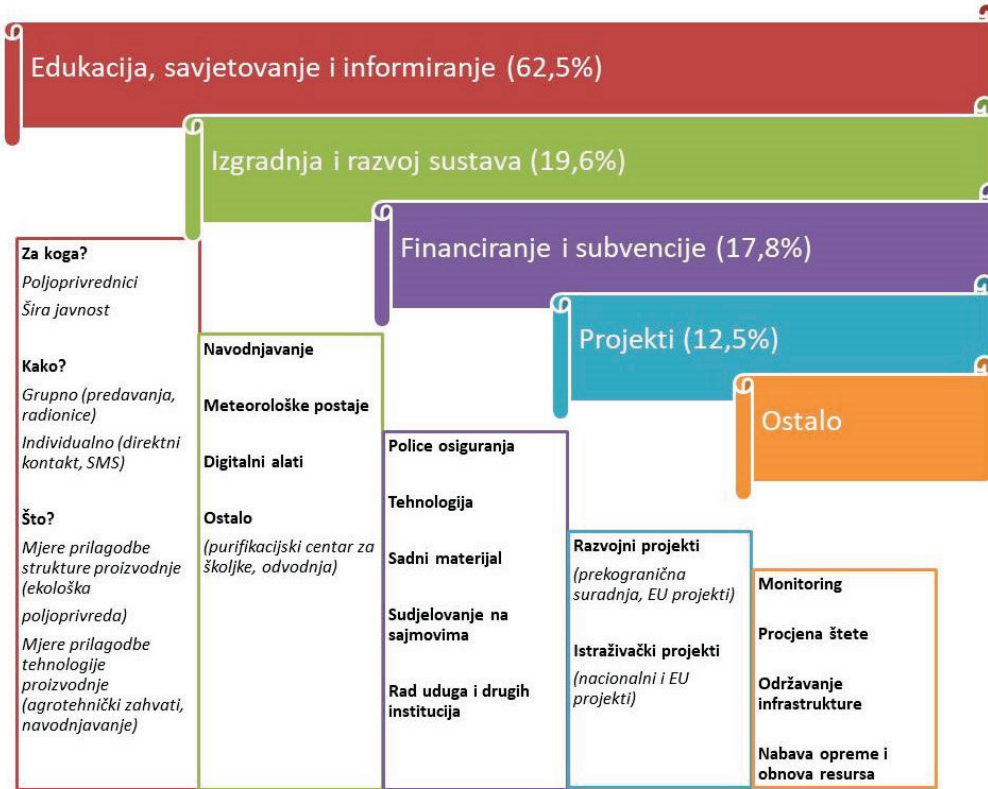 Edukacija, savjetovanje i informiranje (62,5%)
Izgradnja i razvoj sustava (19,6%)
Financiranje i subvencije (17,8%)
Projekti (12,5%)
Ostalo
Za koga?
Poljoprivrednici
Šira javnost
Kako?
Grupno (predavanja,
radionice)
Individualno (direktni
kontakt, SMS)
Što?
Mjere prilagodbe
strukture proizvodnje
(ekološka
poljoprivreda)
Mjere prilagodbe
tehnologije
proizvodnje
(agrotehnički zahvati,
navodnjavanje)
Navodnjavanje
Meteorološke postaje
Digitalni alati
Ostalo
(purifikacijski centar za
školjke, odvodnja)
Police osiguranja
Tehnologija
Sadni materijal
Sudjelovanje na
sajmovima
Rad uduga i drugih
institucija
Razvojni projekti
(prekogranična
suradnja, EU projekti)
Istraživački projekti
(nacionalni i EU
projekti)
Monitoring
Procjena štete
Održavanje
infrastrukture
Nabava opreme i
obnova resursa